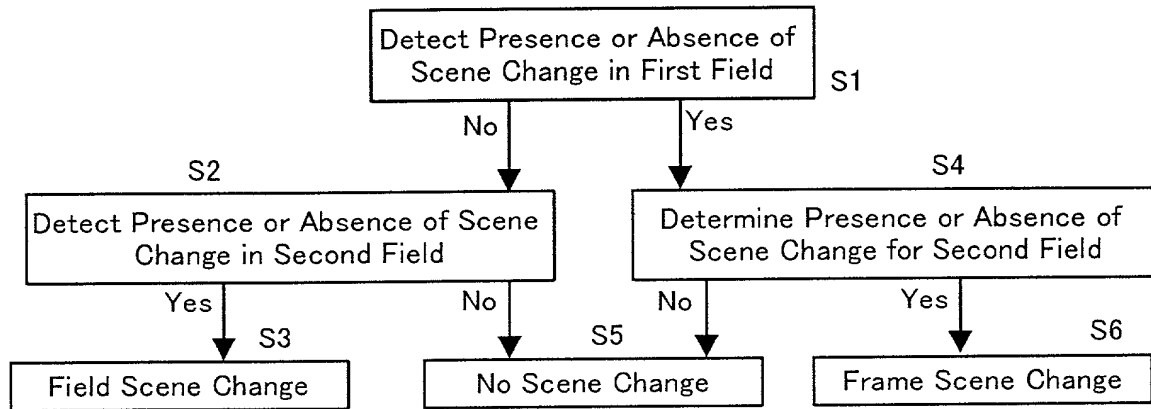 Detect Presence or Absence of
Scene Change in First Field
S1
No
Yes
S2
S4
Detect Presence or Absence of Scene
Change in Second Field
Determine Presence or Absence of
Scene Change for Second Field
Yes
No
No
Yes
S3
S5
S6
Field Scene Change
No Scene Change
Frame Scene Change